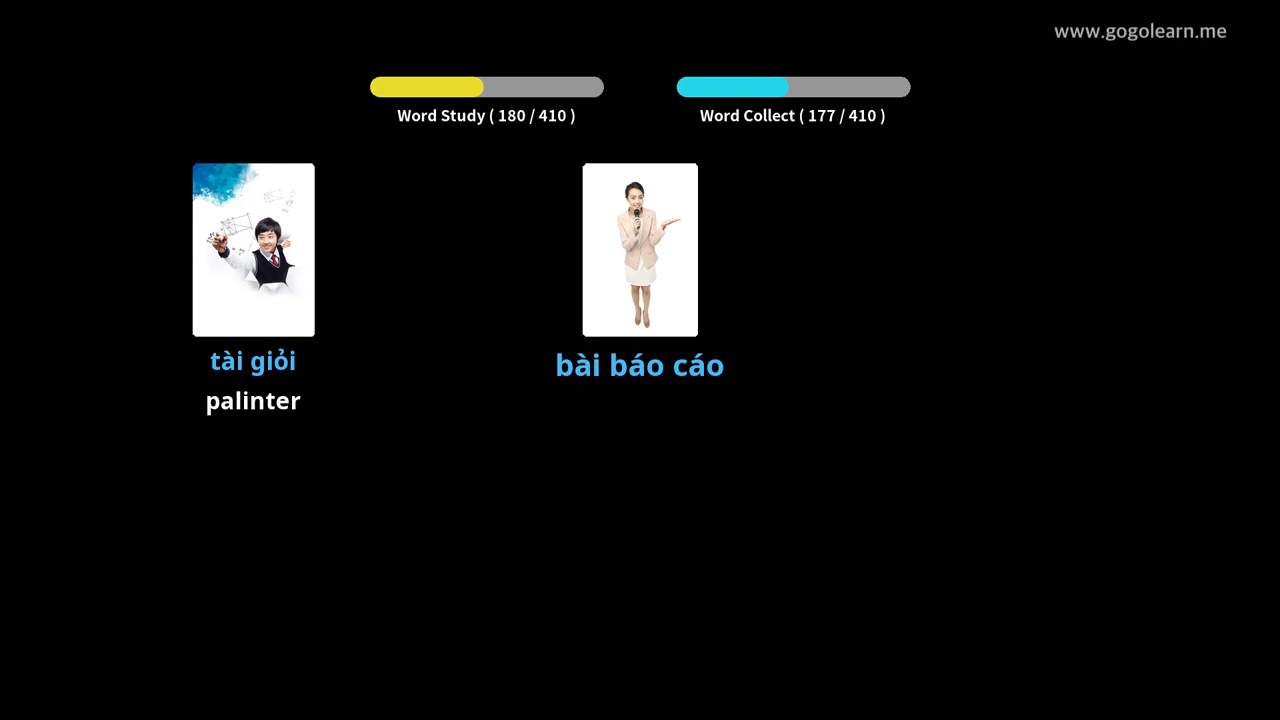 www.gogolearn.me
Word Study ( 180 / 410 )
Word Collect ( 177 / 410 )
tài giỏi
palinter
bài báo cáo